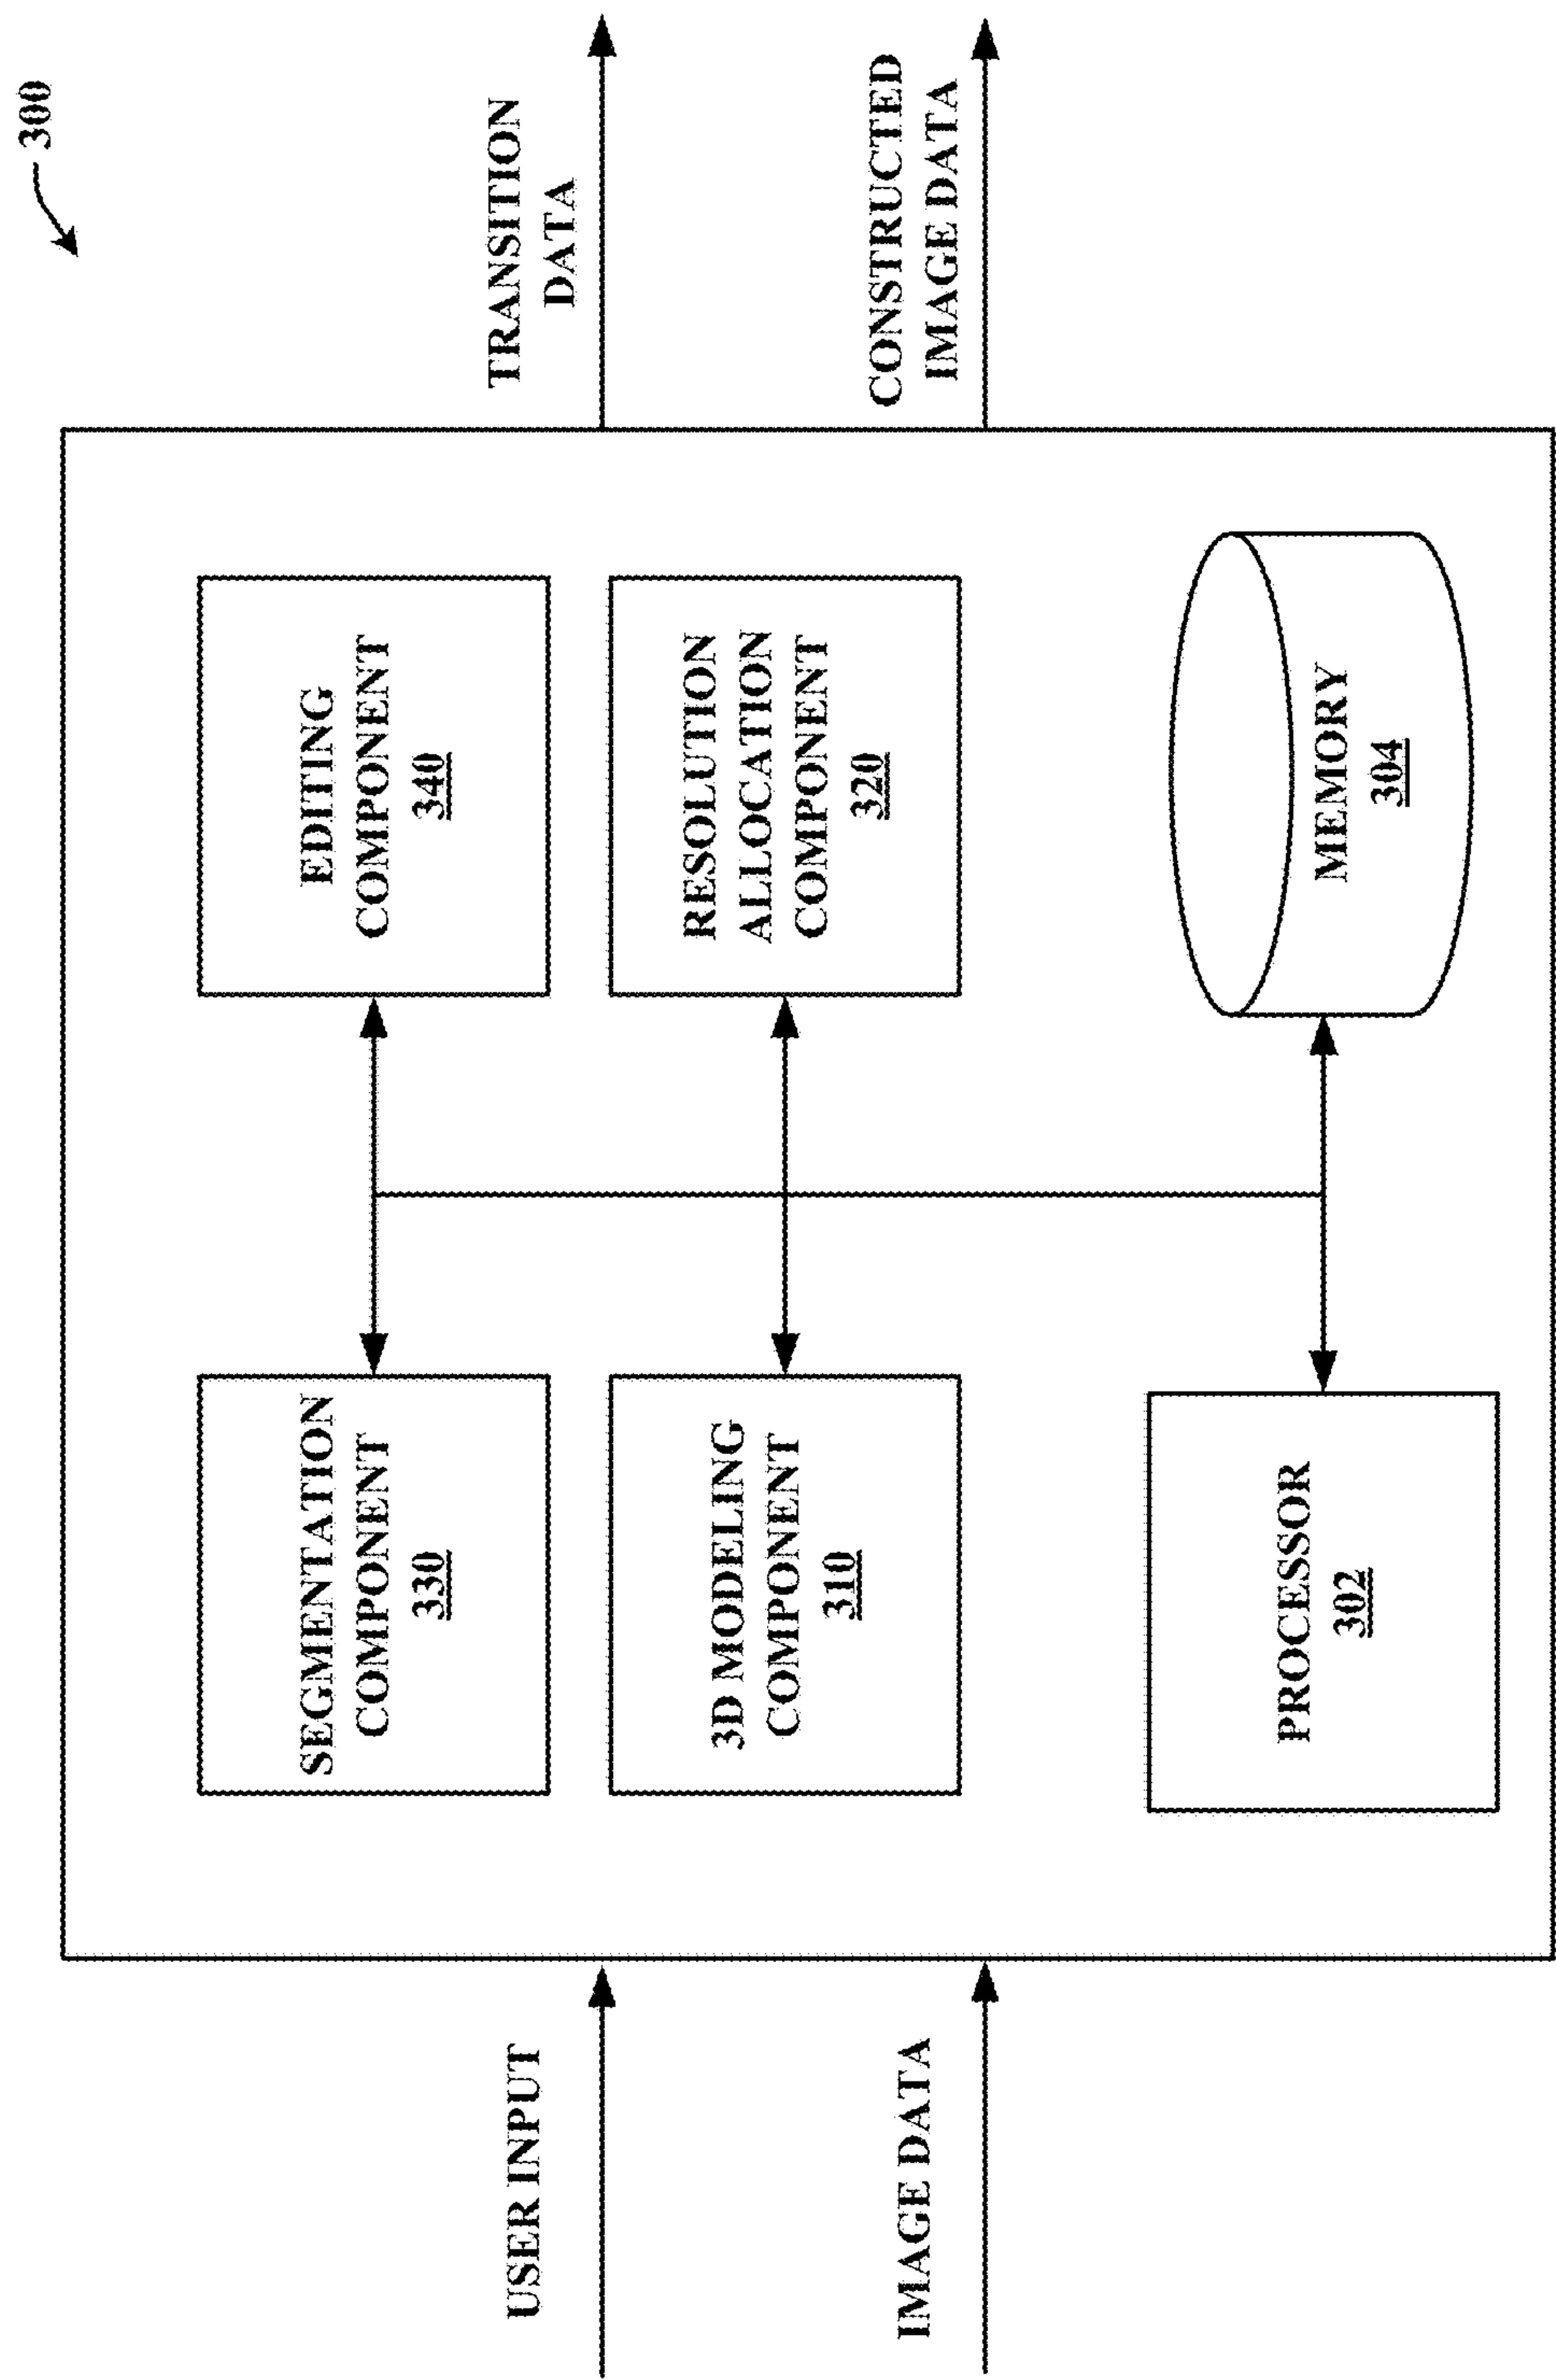 300
USER INPUT
IMAGE DATA
SEGMENTATION
COMPONENT
330
EDITING
COMPONENT
340
3D MODELING
COMPONENT
310
RESOLUTION
ALLOCATION
COMPONENT
320
PROCESSOR
302
MEMORY
304
TRANSITION
DATA
CONSTRUCTED
IMAGE DATA